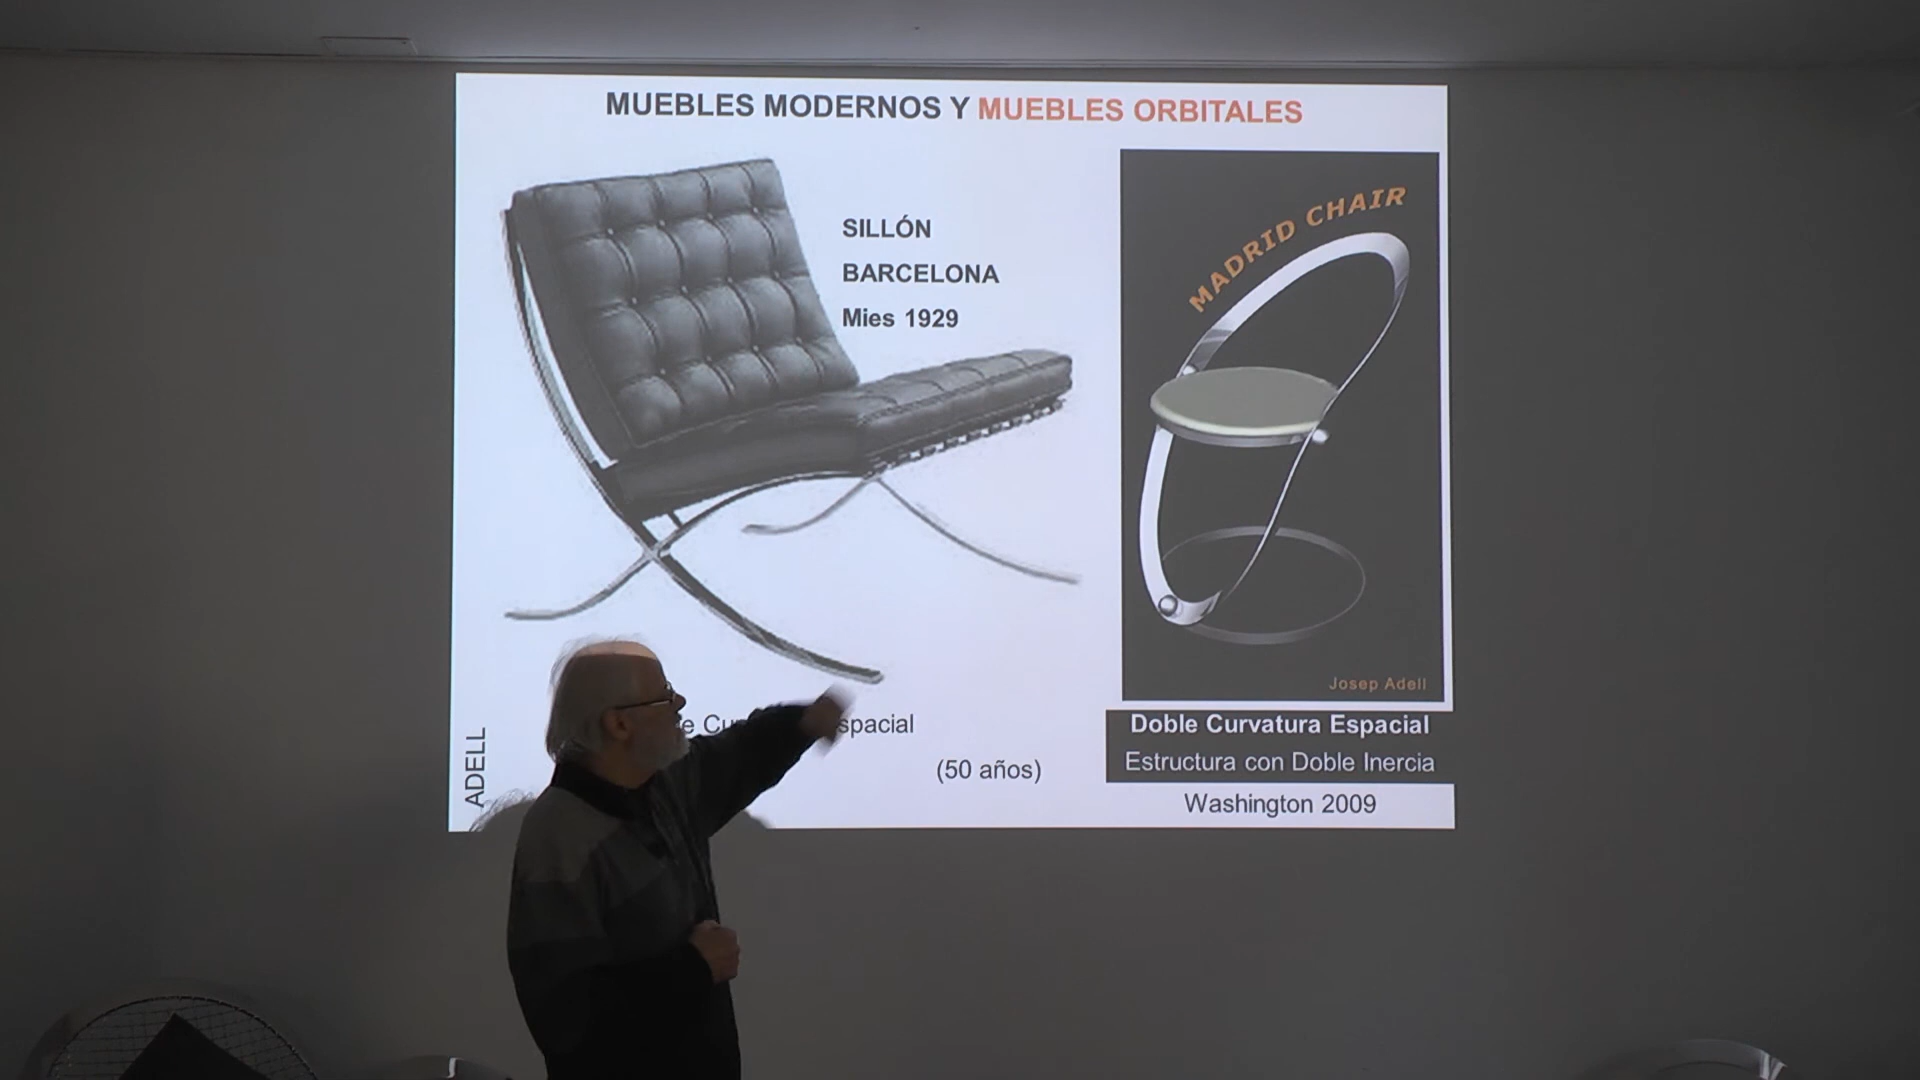 MUEBLES MODERNOS Y MUEBLES ORBITALES
SILLÓN
BARCELONA
Mies 1929
MADRID CHAIR
Josep Adell
(50 años)
Doble Curvatura Espacial
Estructura con Doble Inercia
Washington 2009
ADELL